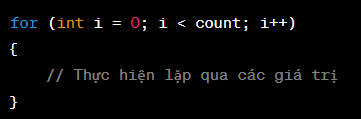 for (int i = 0; i < count; i++)
{
    // Thực hiện lặp qua các giá trị
}